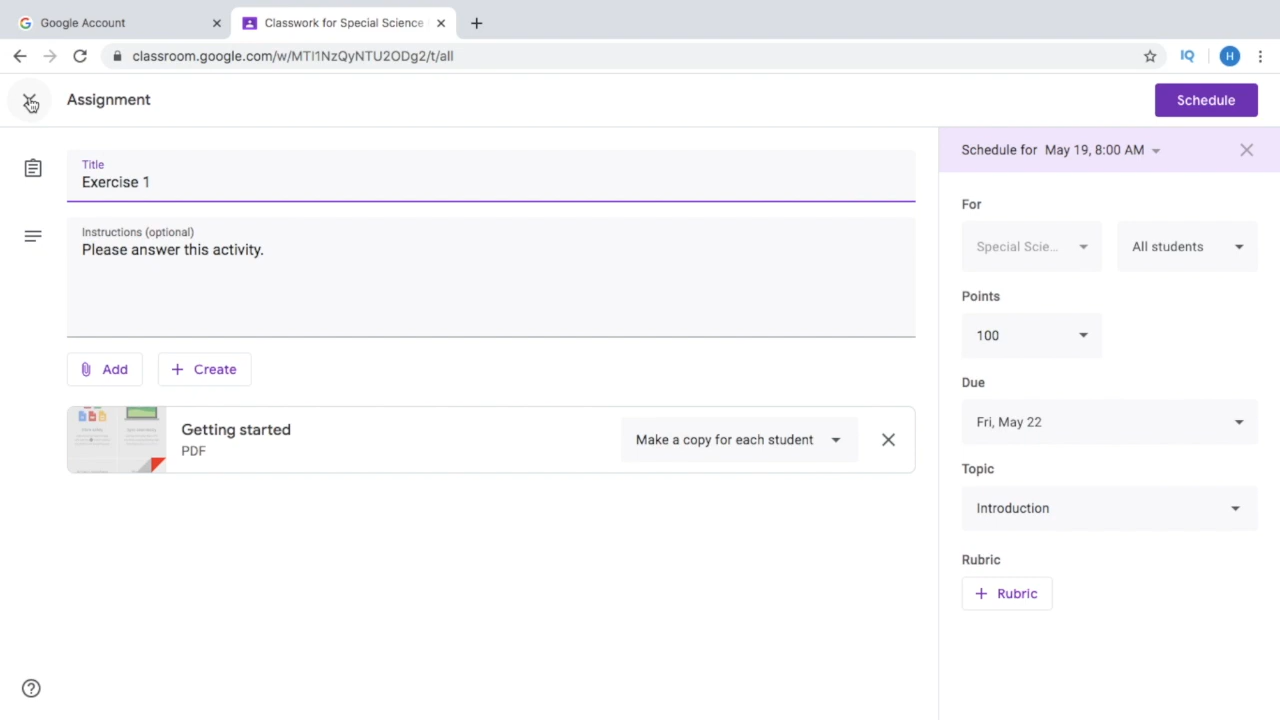 Google Account
Classwork for Special Science
classroom.google.com/w/MTI1NzQyNTU2ODg2/t/all
IQ
H
Assignment
Schedule
Title
Exercise 1
Instructions (optional)
Please answer this activity.
Add
Create
Getting started
PDF
Make a copy for each student
Schedule for May 19, 8:00 AM
For
Special Scie...
All students
Points
100
Due
Fri, May 22
Topic
Introduction
Rubric
+ Rubric